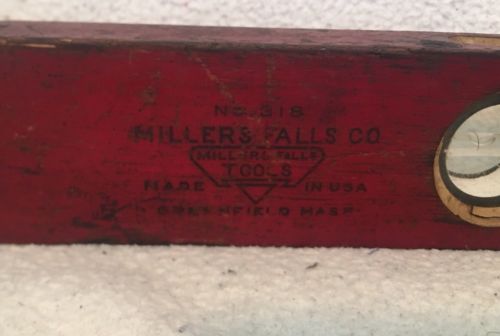 NO. 318
MILLERS FALLS CO
MILLERS FALLS
TOOLS
MADE IN USA
GREENFIELD MASS